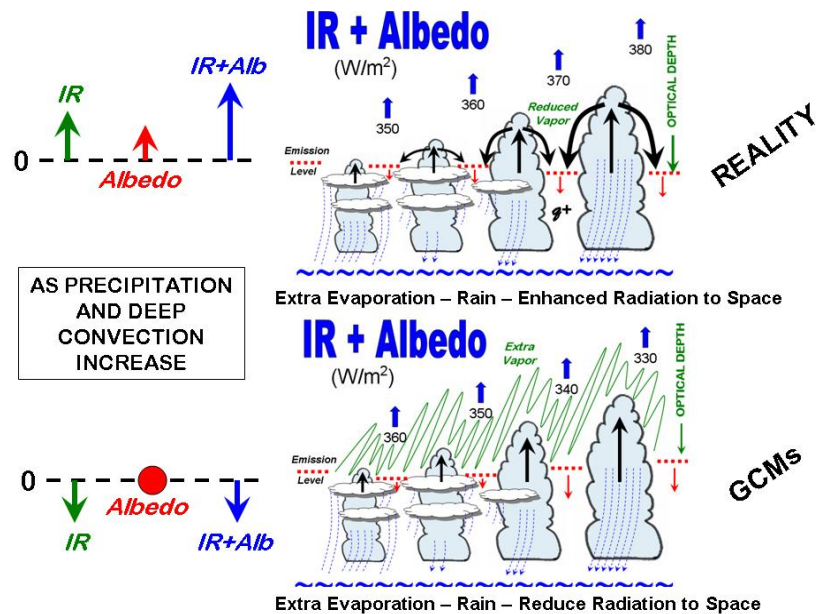 IR + Albedo
(W/m²)
380
370
360
350
IR
IR+Alb
0
Albedo
Reduced
Vapor
OPTICAL DEPTH
Emission
Level
q+
REALITY
Extra Evaporation – Rain – Enhanced Radiation to Space
AS PRECIPITATION
AND DEEP
CONVECTION
INCREASE
IR + Albedo
(W/m²)
Extra
Vapor
330
340
350
360
OPTICAL DEPTH
Emission
Level
0
Albedo
IR
IR+Alb
GCMs
Extra Evaporation – Rain – Reduce Radiation to Space